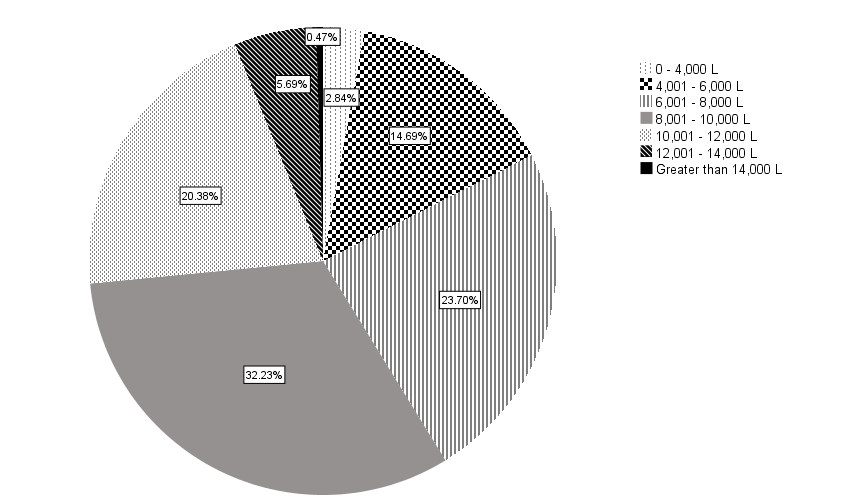 0.47%
2.84%
5.69%
14.69%
20.38%
23.70%
32.23%
0 - 4,000 L
4,001 - 6,000 L
6,001 - 8,000 L
8,001 - 10,000 L
10,001 - 12,000 L
12,001 - 14,000 L
Greater than 14,000 L